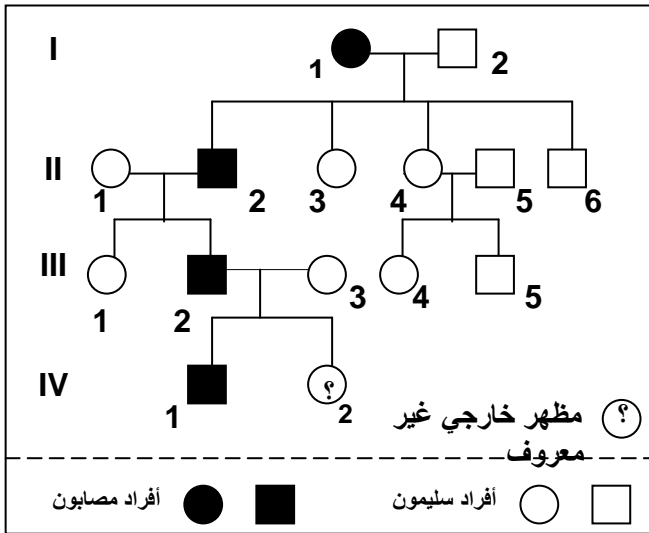 I
1 2
II
1 2 3 4 5 6
III
1 2 3 4 5
IV
1 ؟ 2
؟ مظهر خارجي غير
معروف
أفراد سليمون أفراد مصابون